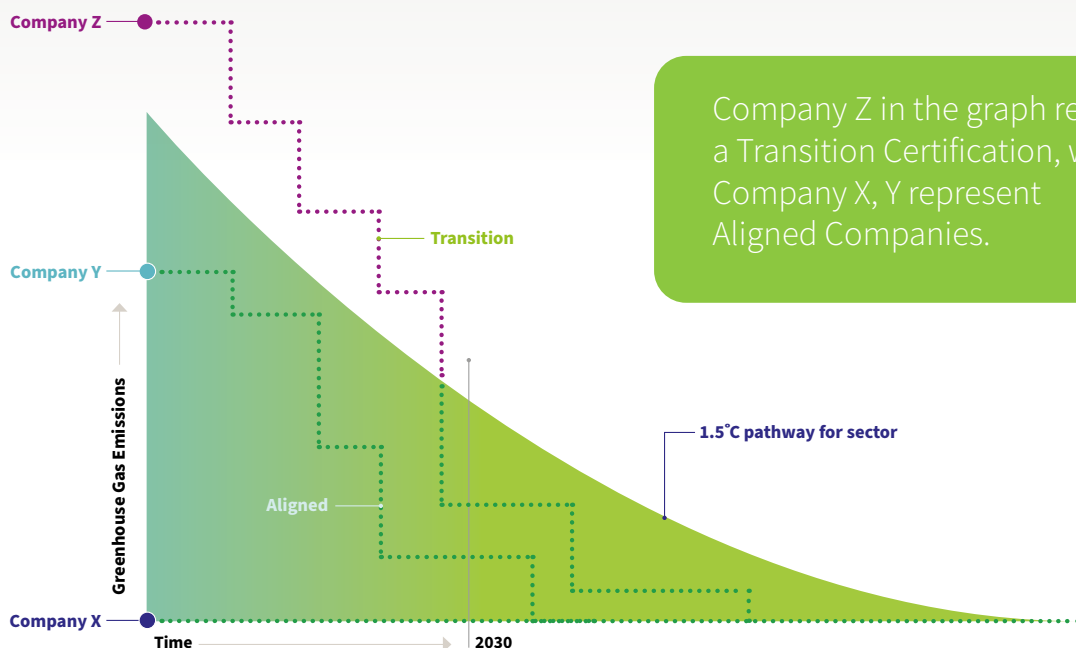 Company Z
Company Z in the graph
a Transition Certification,
Company X, Y represent
Aligned Companies.
Transition
Company Y
Greenhouse Gas Emissions
1.5°C pathway for sector
Aligned
Company X
Time
2030